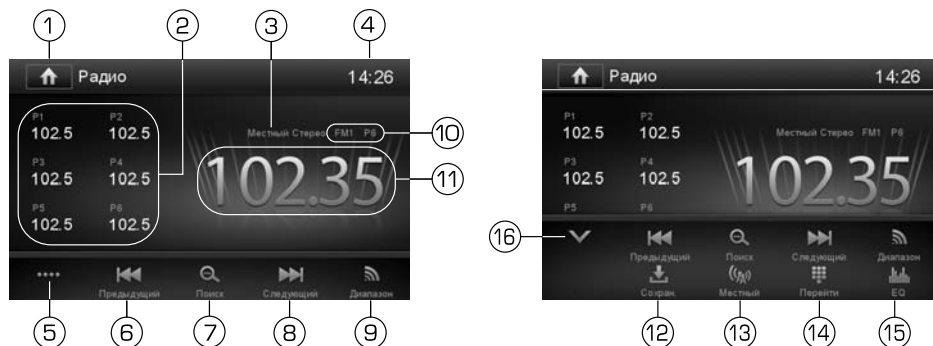 1 2 3 4
Радио 14:26
P1 P2
102.5 102.5
P3 P4
102.5 102.5
P5 P6
102.5 102.5
Местный Стерео FM1 P6
102.35
10
11
Предыдущий Поиск Следующий Диапазон
5 6 7 8 9
Радио 14:26
P1 P2
102.5 102.5
P3 P4
102.5 102.5
P5 P6
Местный Стерео FM1 P6
102.35
16
Предыдущий Поиск Следующий Диапазон
Сохран. Местный Перейти EQ
12 13 14 15